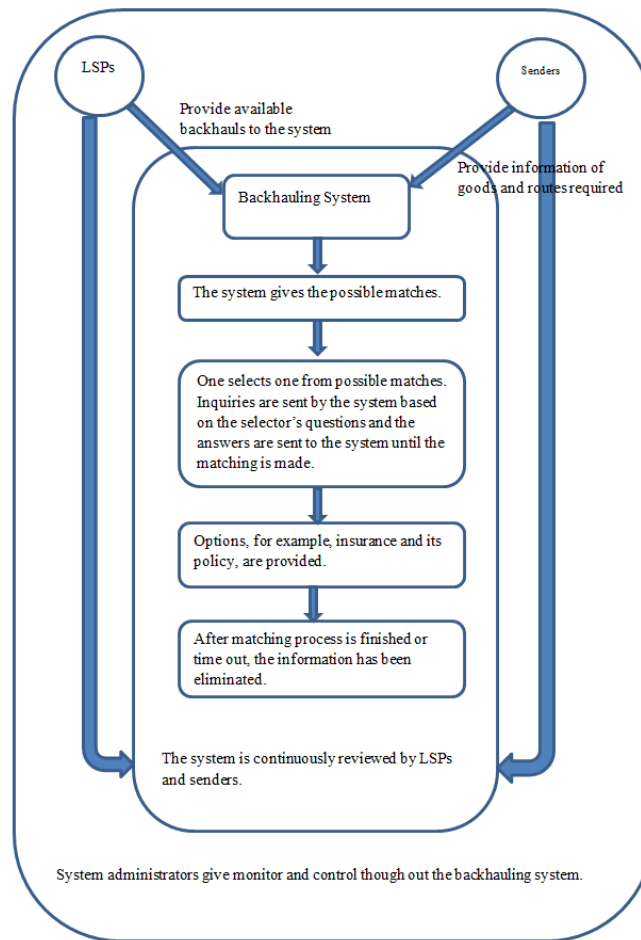 LSPs
Senders
Provide available
backhauls to the system
Provide information of
goods and routes required
Backhauling System
The system gives the possible matches.
One selects one from possible matches.
Inquiries are sent by the system based
on the selector’s questions and the
answers are sent to the system until the
matching is made.
Options, for example, insurance and its
policy, are provided.
After matching process is finished or
time out, the information has been
eliminated.
The system is continuously reviewed by LSPs
and senders.
System administrators give monitor and control though out the backhauling system.